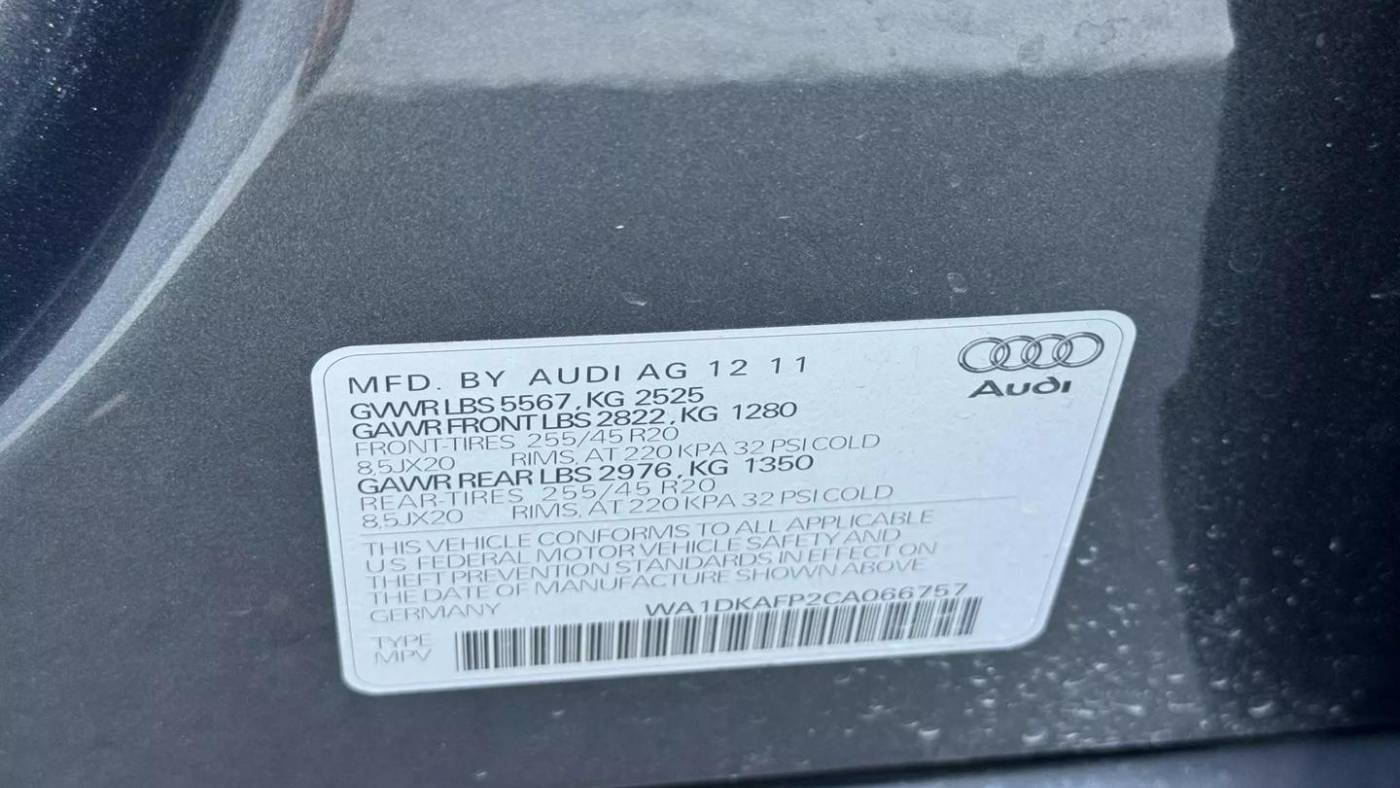 MFD. BY AUDI AG 12 11
Audi
GVWR LBS 5567, KG 2525
GAWR FRONT LBS 2822, KG 1280
FRONT-TIRES 255/45 R20
8,5JX20 RIMS, AT 220 KPA 32 PSI COLD
GAWR REAR LBS 2976, KG 1350
REAR-TIRES 255/45 R20
8,5JX20 RIMS, AT 220 KPA 32 PSI COLD
THIS VEHICLE CONFORMS TO ALL APPLICABLE
U.S. FEDERAL MOTOR VEHICLE SAFETY AND
THEFT PREVENTION STANDARDS IN EFFECT ON
THE DATE OF MANUFACTURE SHOWN ABOVE
GERMANY WA1DKAFP2CA066757
TYPE
MPV